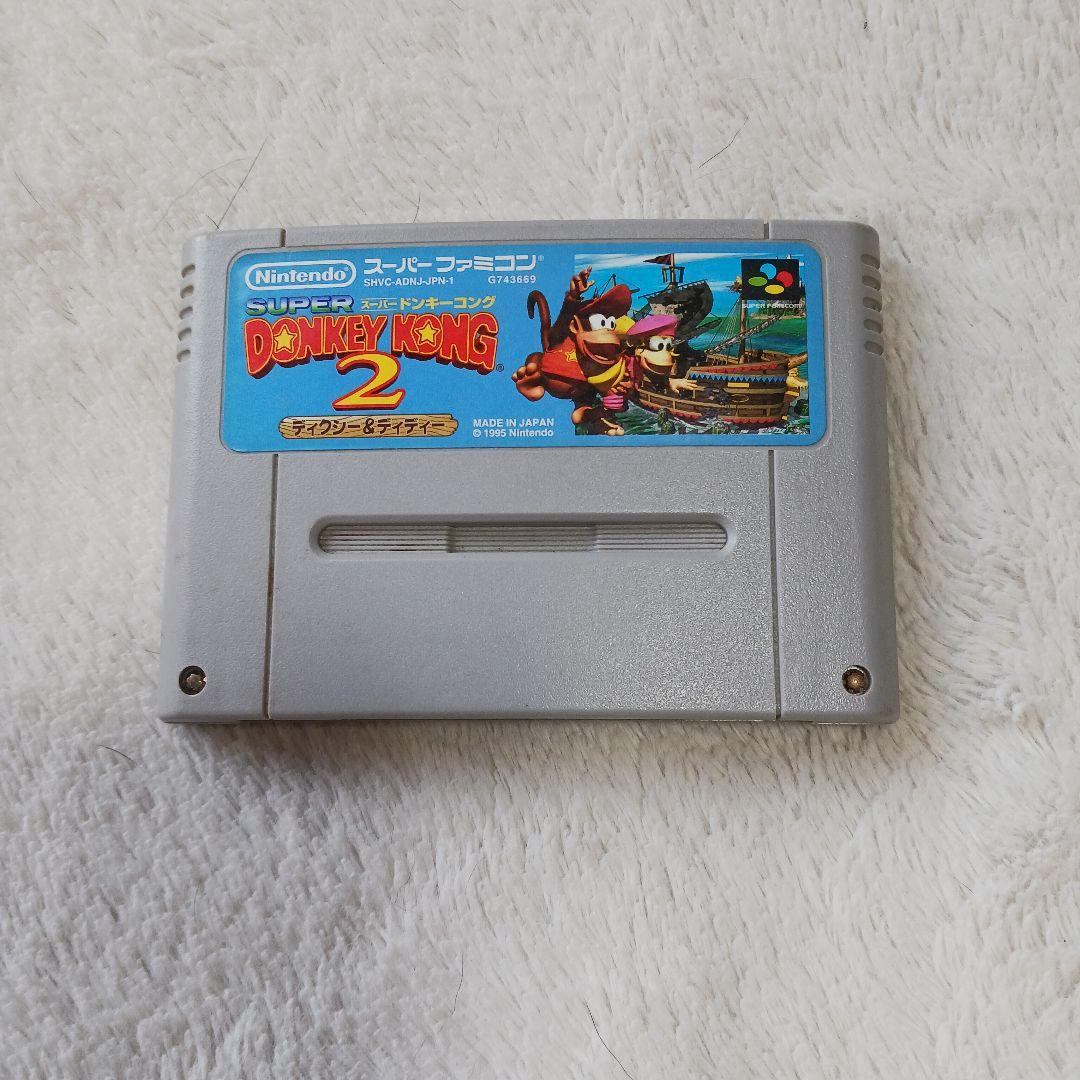 Nintendo
スーパーファミコン®
SHVC-ADNJ-JPN-1 G743669
SUPER スーパードンキーコング
DONKEY KONG®
2
ディクシー&ディディー
MADE IN JAPAN
© 1995 Nintendo
SUPER FAMICOM